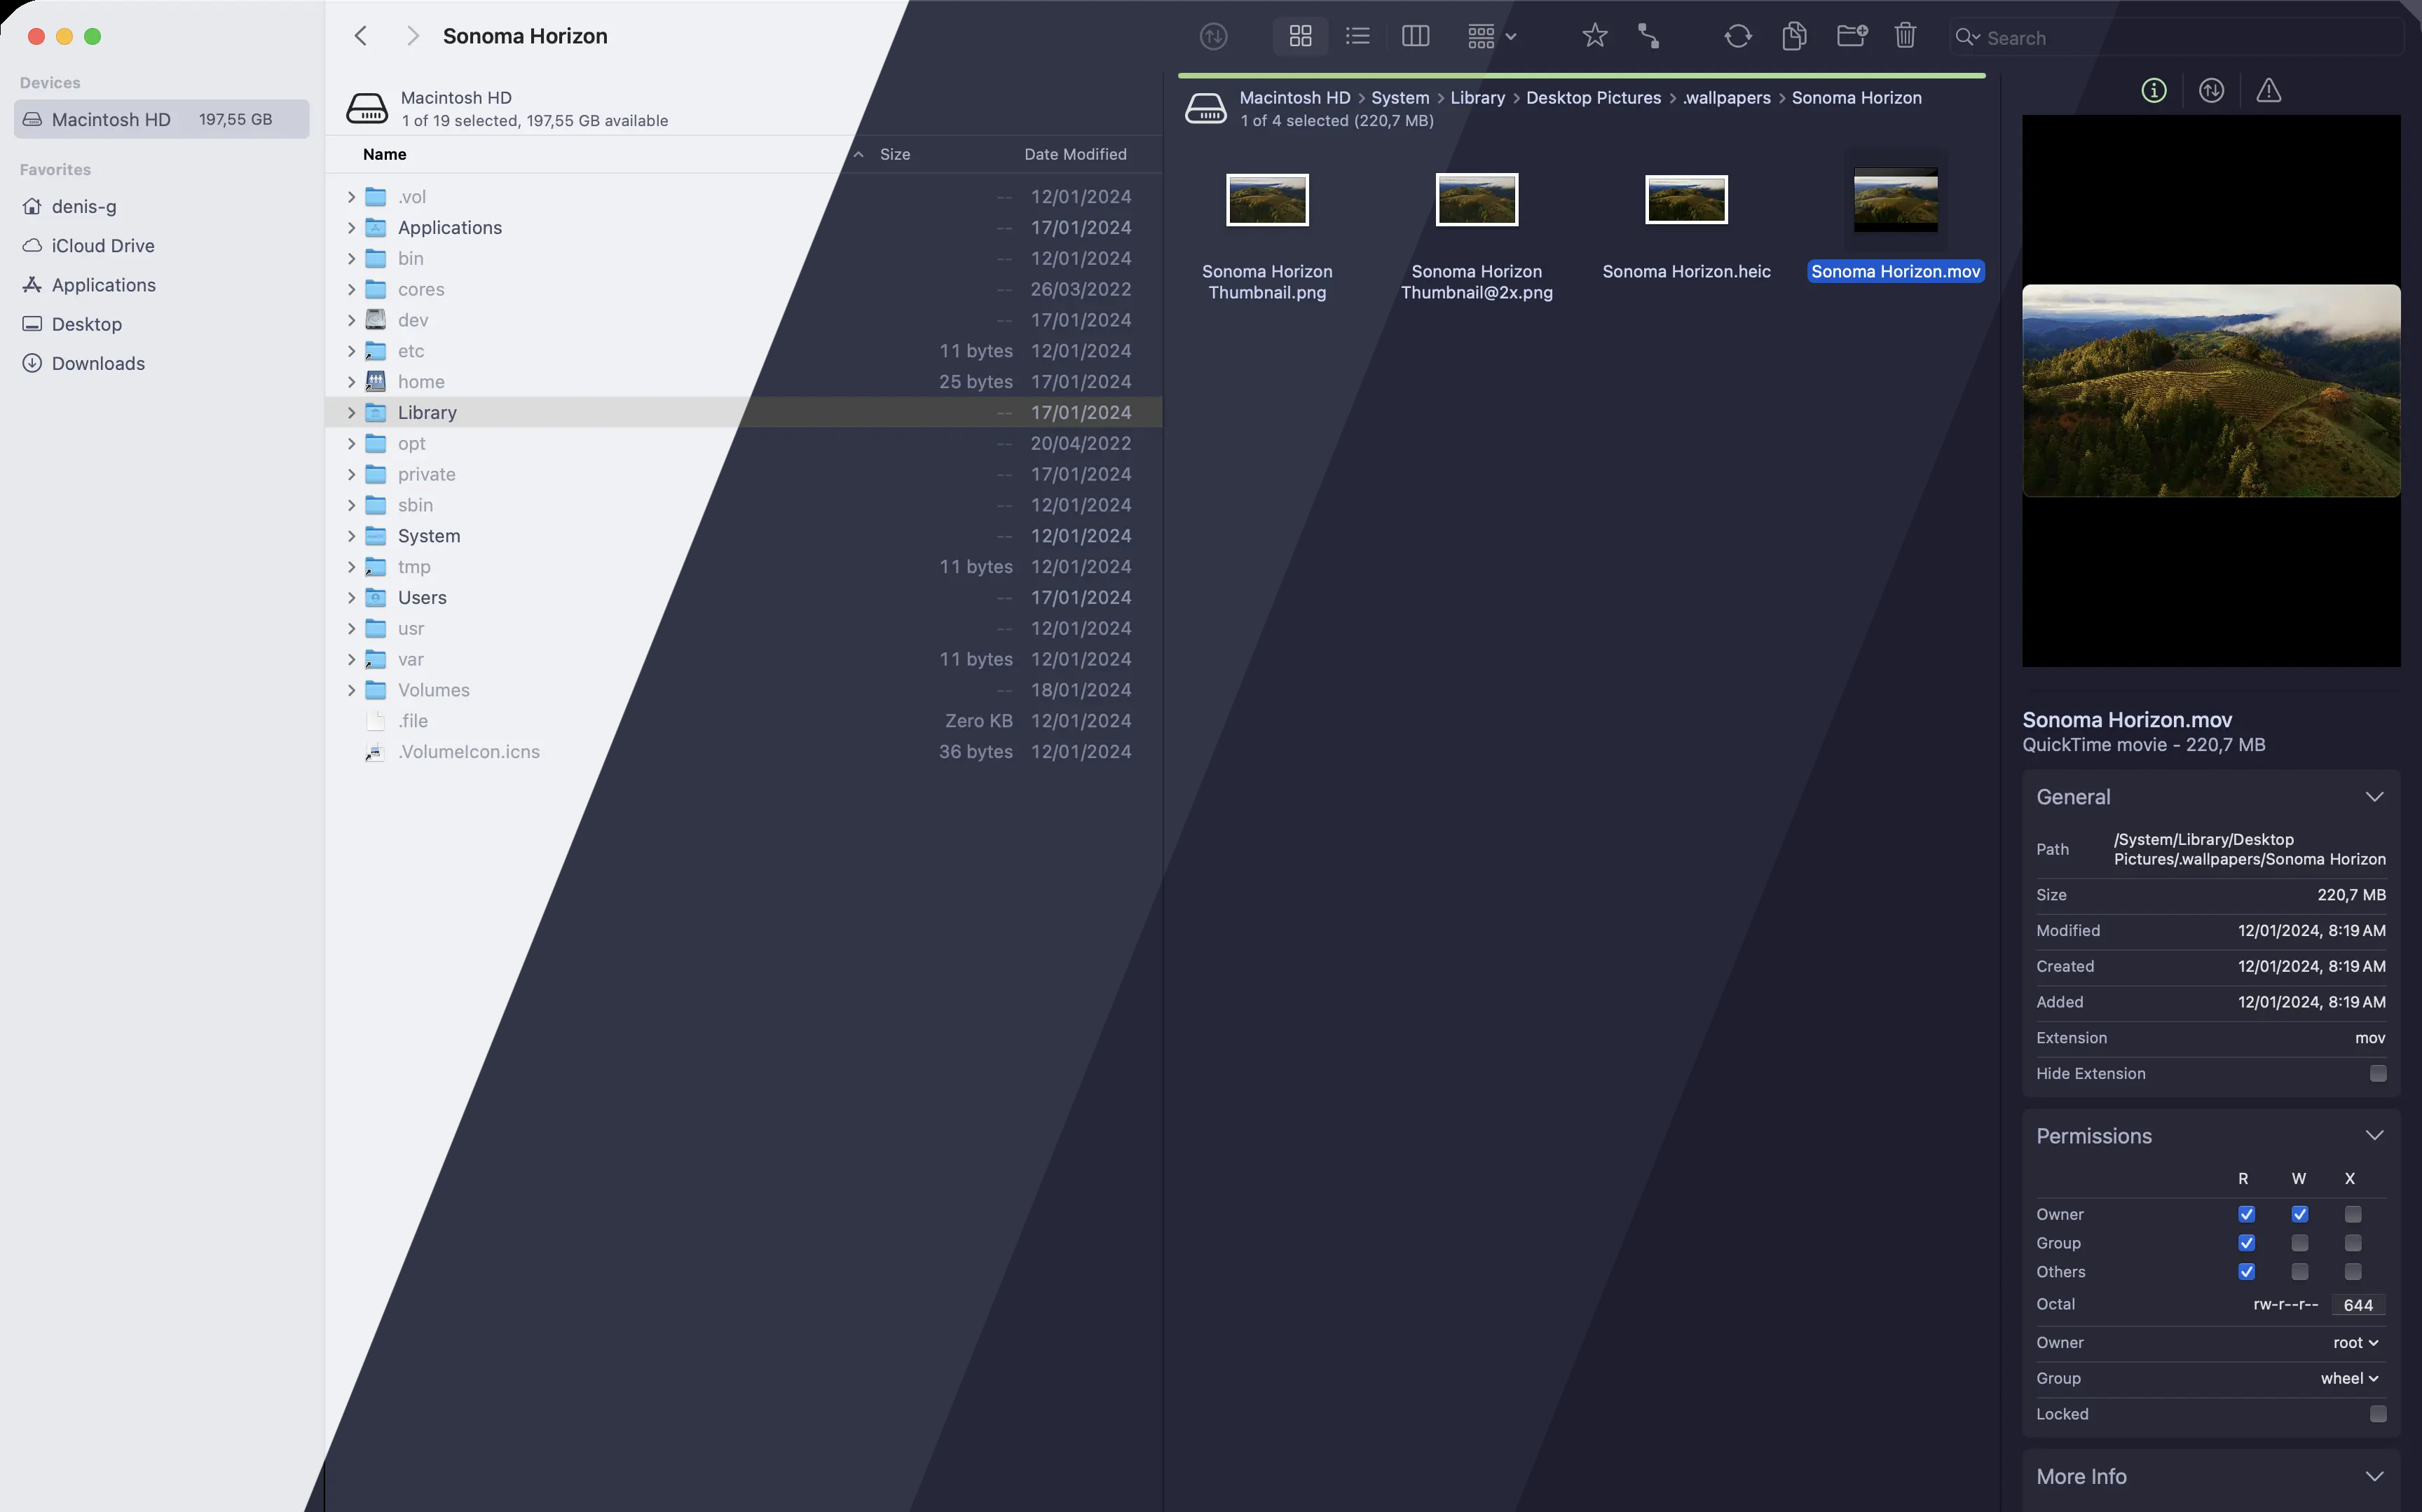 Sonoma Horizon
Search
Devices
Macintosh HD 197,55 GB
Favorites
denis-g
iCloud Drive
Applications
Desktop
Downloads
Macintosh HD
1 of 19 selected, 197,55 GB available
Name Size Date Modified
.vol -- 12/01/2024
Applications -- 17/01/2024
bin -- 12/01/2024
cores -- 26/03/2022
dev -- 17/01/2024
etc 11 bytes 12/01/2024
home 25 bytes 17/01/2024
Library -- 17/01/2024
opt -- 20/04/2022
private -- 17/01/2024
sbin -- 12/01/2024
System -- 12/01/2024
tmp 11 bytes 12/01/2024
Users -- 17/01/2024
usr -- 12/01/2024
var 11 bytes 12/01/2024
Volumes -- 18/01/2024
.file Zero KB 12/01/2024
.VolumeIcon.icns 36 bytes 12/01/2024
Macintosh HD > System > Library > Desktop Pictures > .wallpapers > Sonoma Horizon
1 of 4 selected (220,7 MB)
Sonoma Horizon
Thumbnail.png
Sonoma Horizon
Thumbnail@2x.png
Sonoma Horizon.heic
Sonoma Horizon.mov
Sonoma Horizon.mov
QuickTime movie - 220,7 MB
General
Path /System/Library/Desktop
Pictures/.wallpapers/Sonoma Horizon
Size 220,7 MB
Modified 12/01/2024, 8:19 AM
Created 12/01/2024, 8:19 AM
Added 12/01/2024, 8:19 AM
Extension mov
Hide Extension
Permissions
R W X
Owner
Group
Others
Octal rw-r--r-- 644
Owner root
Group wheel
Locked
More Info